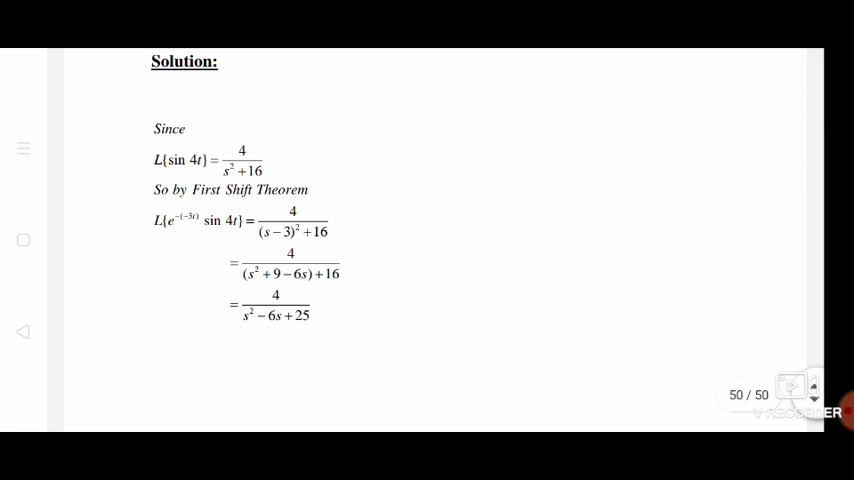 Solution:
Since
L{sin 4t} = 4 / (s² + 16)
So by First Shift Theorem
L{e^-(-3t) sin 4t} = 4 / ((s − 3)² + 16)
= 4 / ((s² + 9 − 6s) + 16)
= 4 / (s² − 6s + 25)
50 / 50
V RECORDER